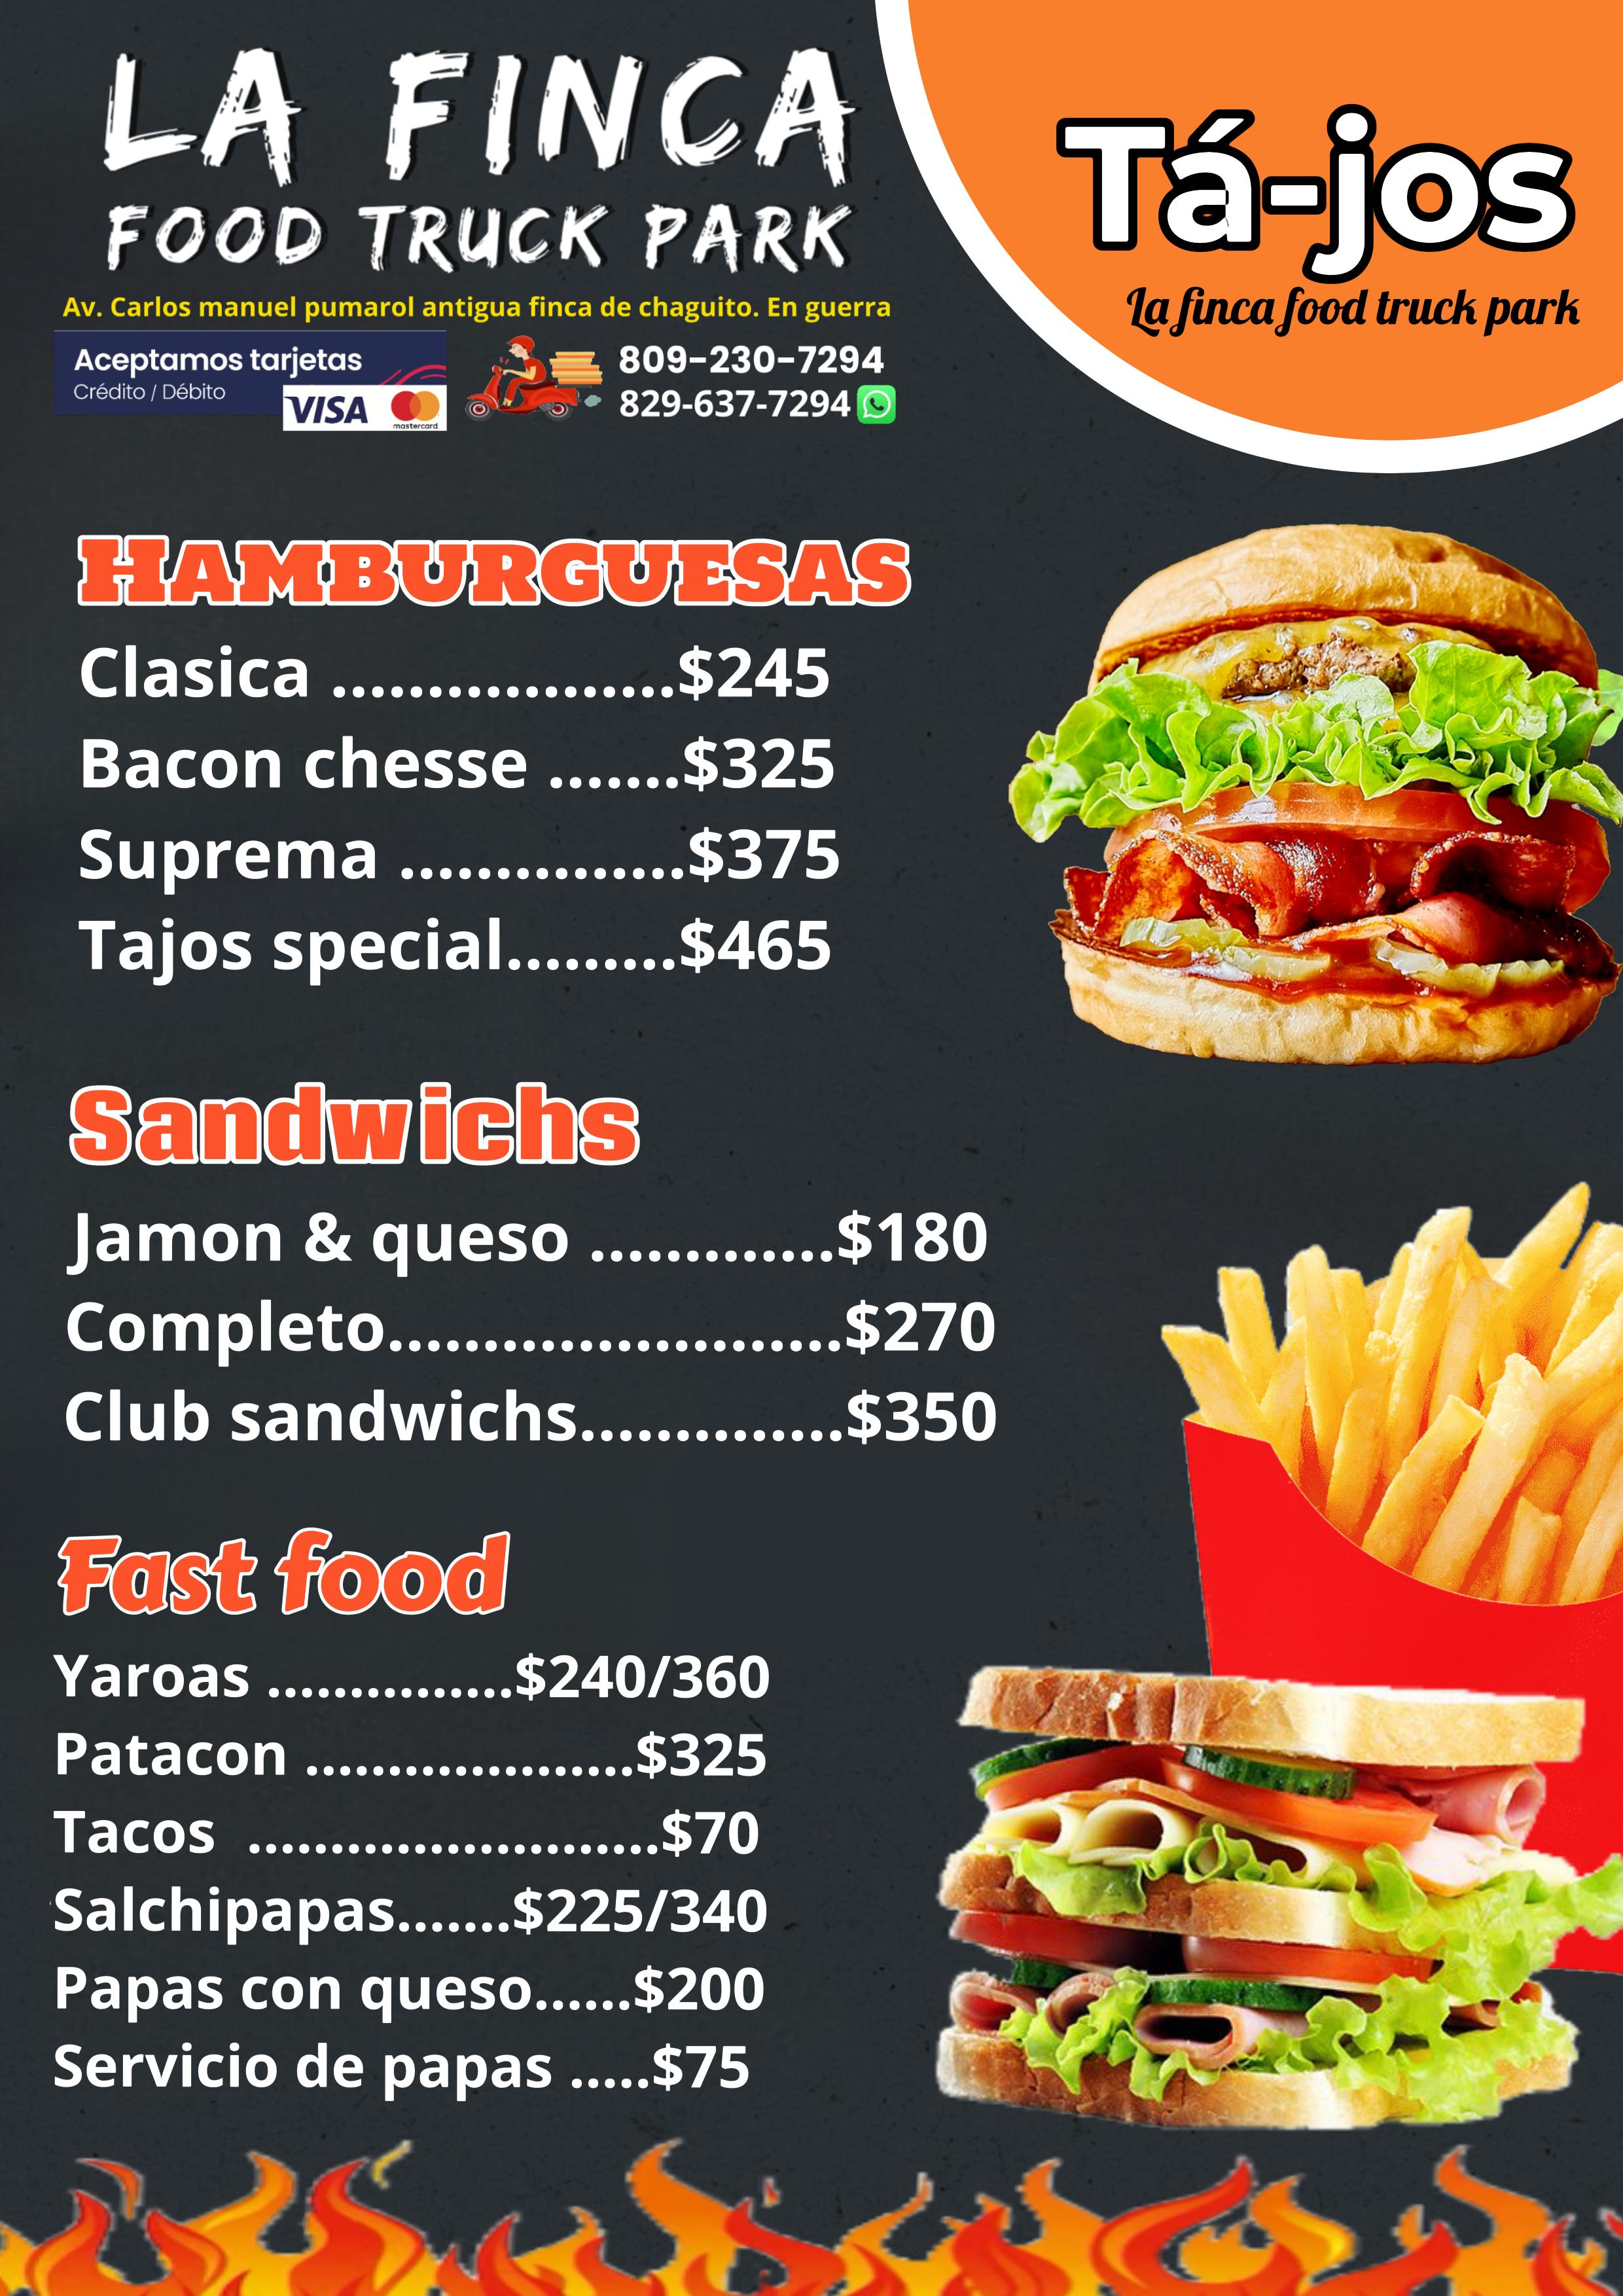 LA FINCA
FOOD TRUCK PARK
Av. Carlos manuel pumarol antigua finca de chaguito. En guerra
Aceptamos tarjetas
Crédito / Débito
VISA
mastercard
809-230-7294
829-637-7294
Tá-jos
La finca food truck park
HAMBURGUESAS
Clasica ..................$245
Bacon chesse .......$325
Suprema ...............$375
Tajos special.........$465
Sandwichs
Jamon & queso .............$180
Completo........................$270
Club sandwichs..............$350
Fast food
Yaroas ...............$240/360
Patacon ....................$325
Tacos .........................$70
Salchipapas.......$225/340
Papas con queso......$200
Servicio de papas .....$75